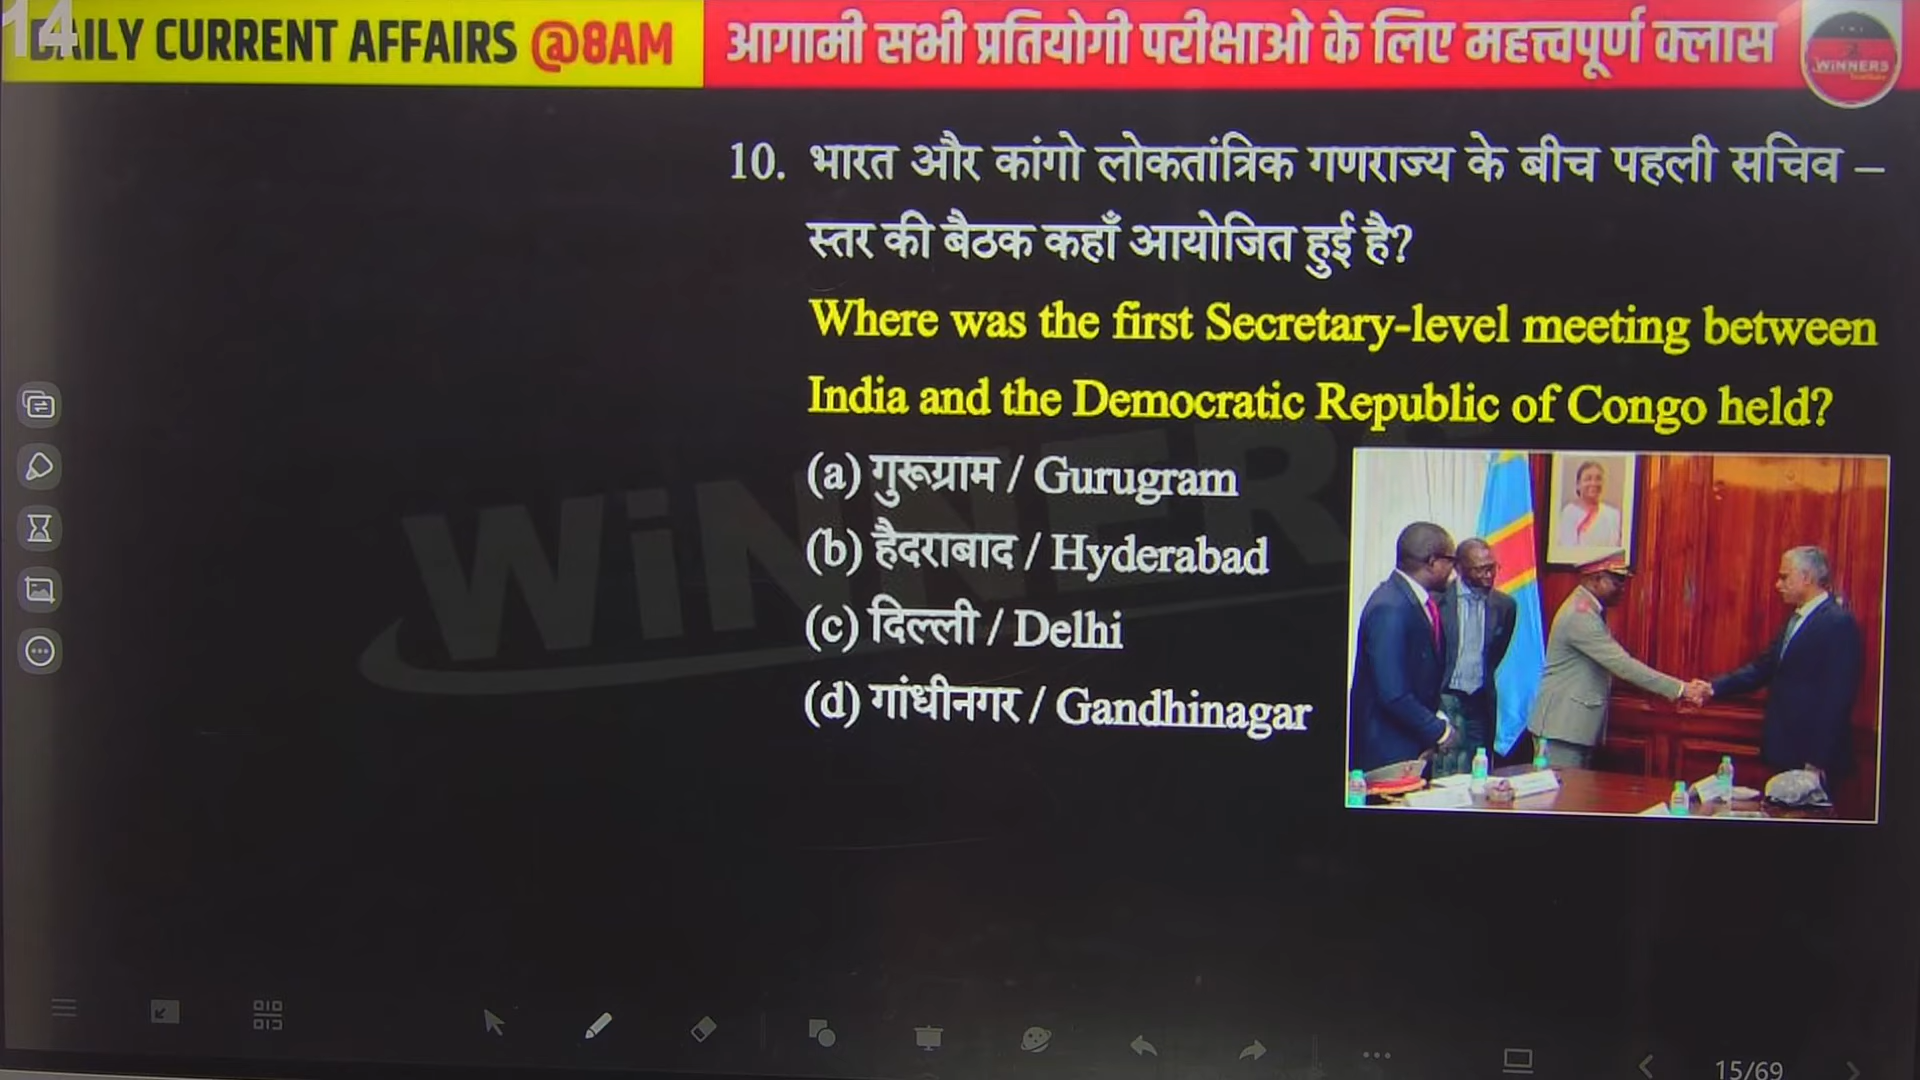 14
DAILY CURRENT AFFAIRS @8AM
आगामी सभी प्रतियोगी परीक्षाओ के लिए महत्त्वपूर्ण क्लास
WiNNERS
10. भारत और कांगो लोकतांत्रिक गणराज्य के बीच पहली सचिव –
स्तर की बैठक कहाँ आयोजित हुई है?
Where was the first Secretary-level meeting between
India and the Democratic Republic of Congo held?
(a) गुरूग्राम / Gurugram
(b) हैदराबाद / Hyderabad
(c) दिल्ली / Delhi
(d) गांधीनगर / Gandhinagar
WiNNERS
15/69